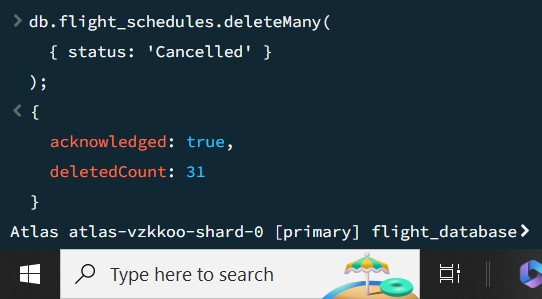 > db.flight_schedules.deleteMany(
{ status: 'Cancelled' }
);
< {
acknowledged: true,
deletedCount: 31
}
Atlas atlas-vzkkoo-shard-0 [primary] flight_database>
Type here to search